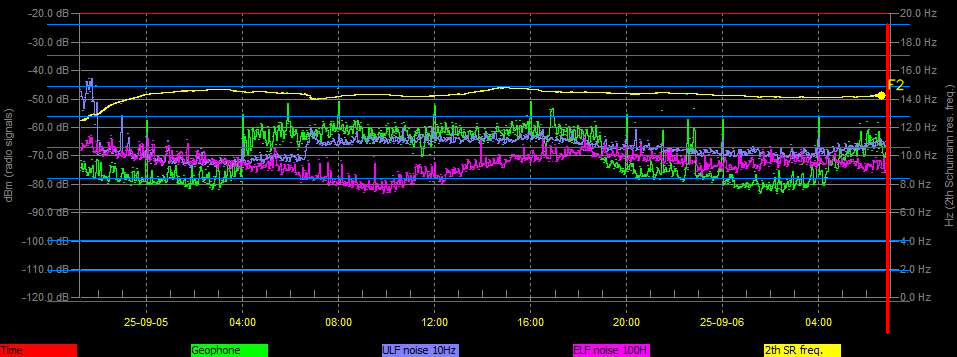 -20.0 dB 20.0 Hz
-30.0 dB 18.0 Hz
-40.0 dB 16.0 Hz
-50.0 dB F2 14.0 Hz
-60.0 dB 12.0 Hz
-70.0 dB 10.0 Hz
-80.0 dB 8.0 Hz
-90.0 dB 6.0 Hz
-100.0 dB 4.0 Hz
-110.0 dB 2.0 Hz
-120.0 dB 0.0 Hz
dBm (radio signals)
Hz (2th Schumann res. freq.)
25-09-05 04:00 08:00 12:00 16:00 20:00 25-09-06 04:00
Time Geophone ULF noise 10Hz ELF noise 100H 2th SR freq.